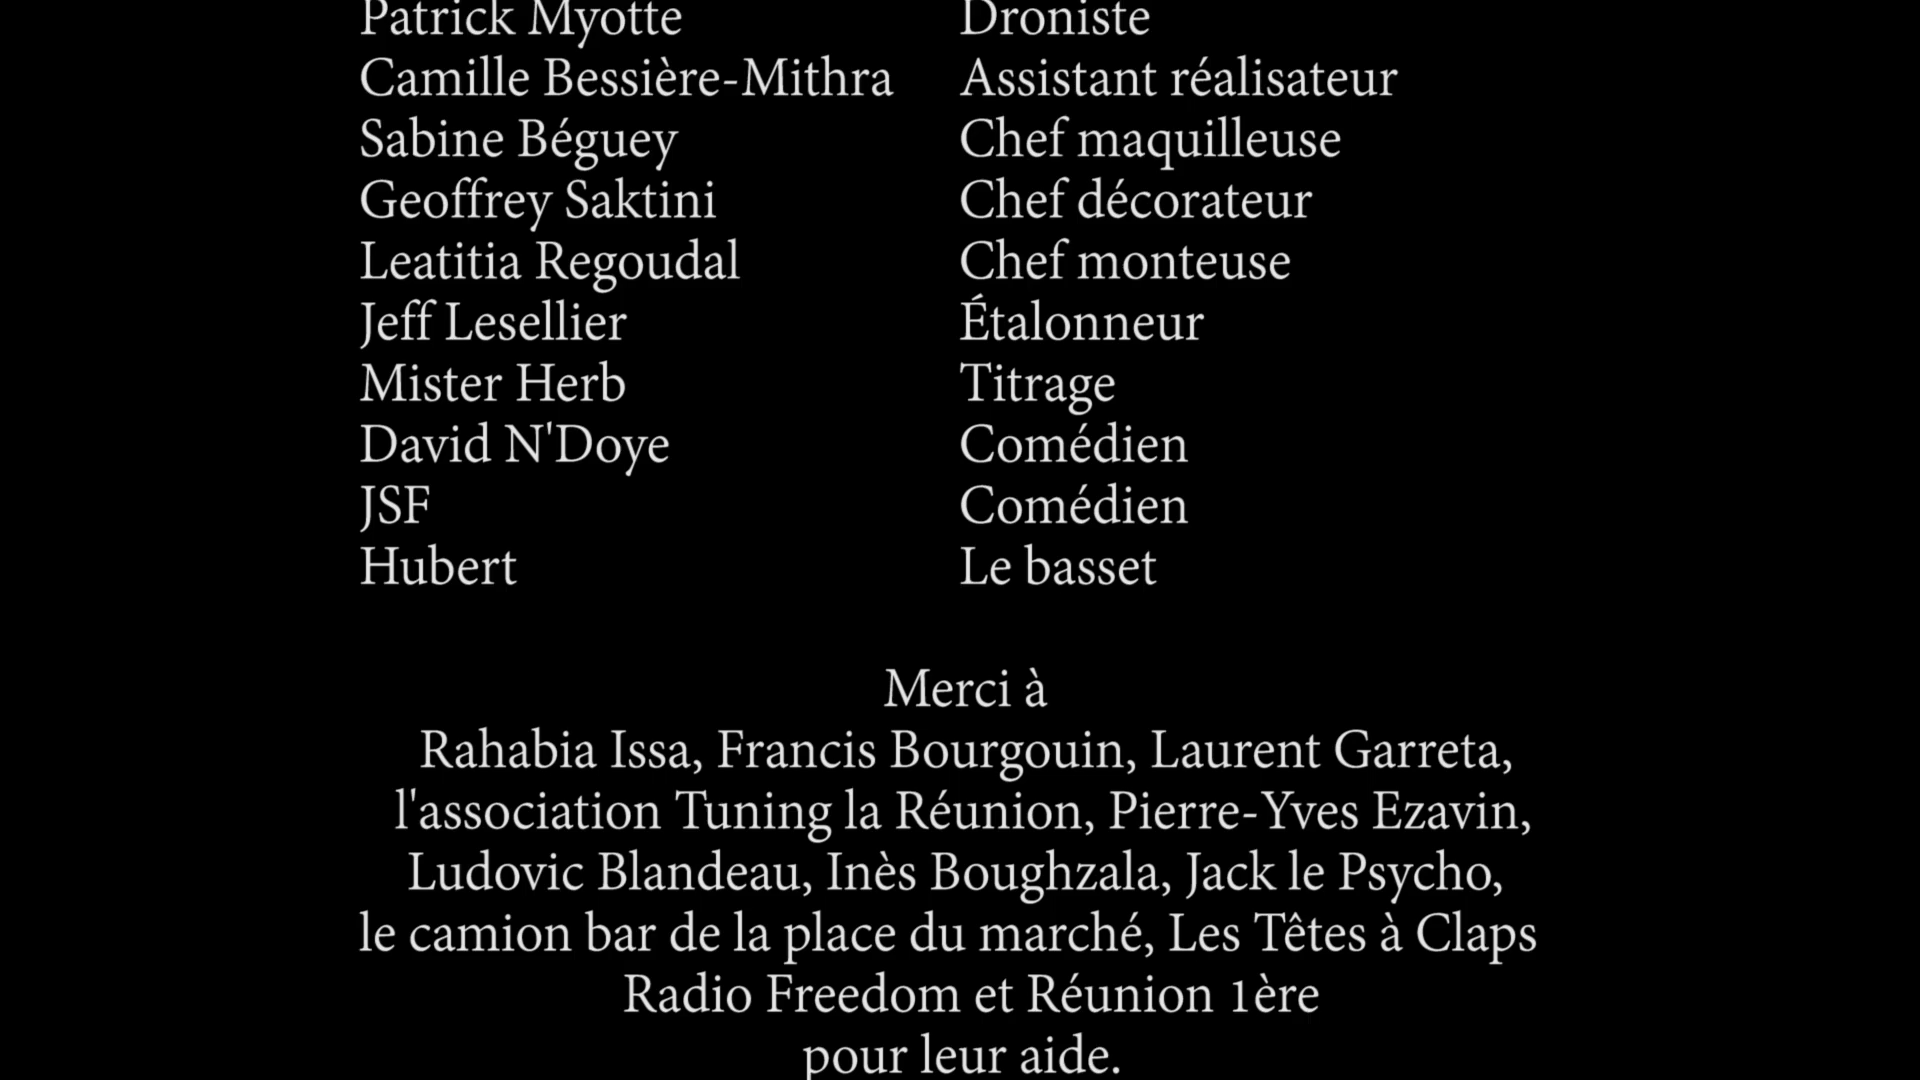 Patrick Myotte Droniste
Camille Bessière-Mithra Assistant réalisateur
Sabine Béguey Chef maquilleuse
Geoffrey Saktini Chef décorateur
Leatitia Regoudal Chef monteuse
Jeff Lesellier Étalonneur
Mister Herb Titrage
David N'Doye Comédien
JSF Comédien
Hubert Le basset
Merci à
Rahabia Issa, Francis Bourgouin, Laurent Garreta,
l'association Tuning la Réunion, Pierre-Yves Ezavin,
Ludovic Blandeau, Inès Boughzala, Jack le Psycho,
le camion bar de la place du marché, Les Têtes à Claps
Radio Freedom et Réunion 1ère
pour leur aide.